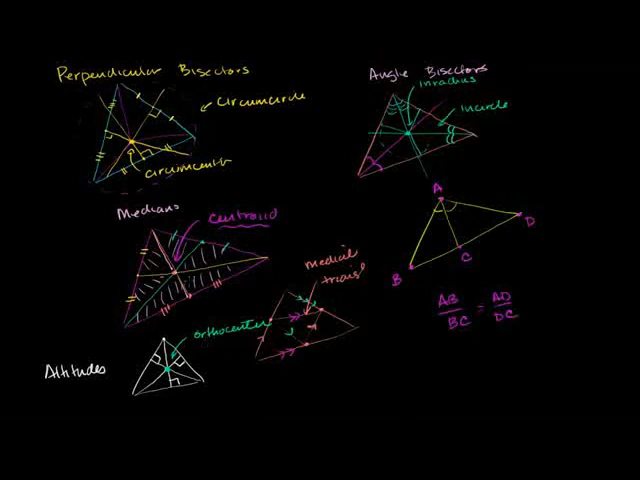 Perpendicular Bisectors
Circumcircle
Circumcenter
Angle Bisectors
inradius
incircle
Medians
centroid
medial
Altitudes
orthocenter
A
B
C
D
AB/BC = AD/DC